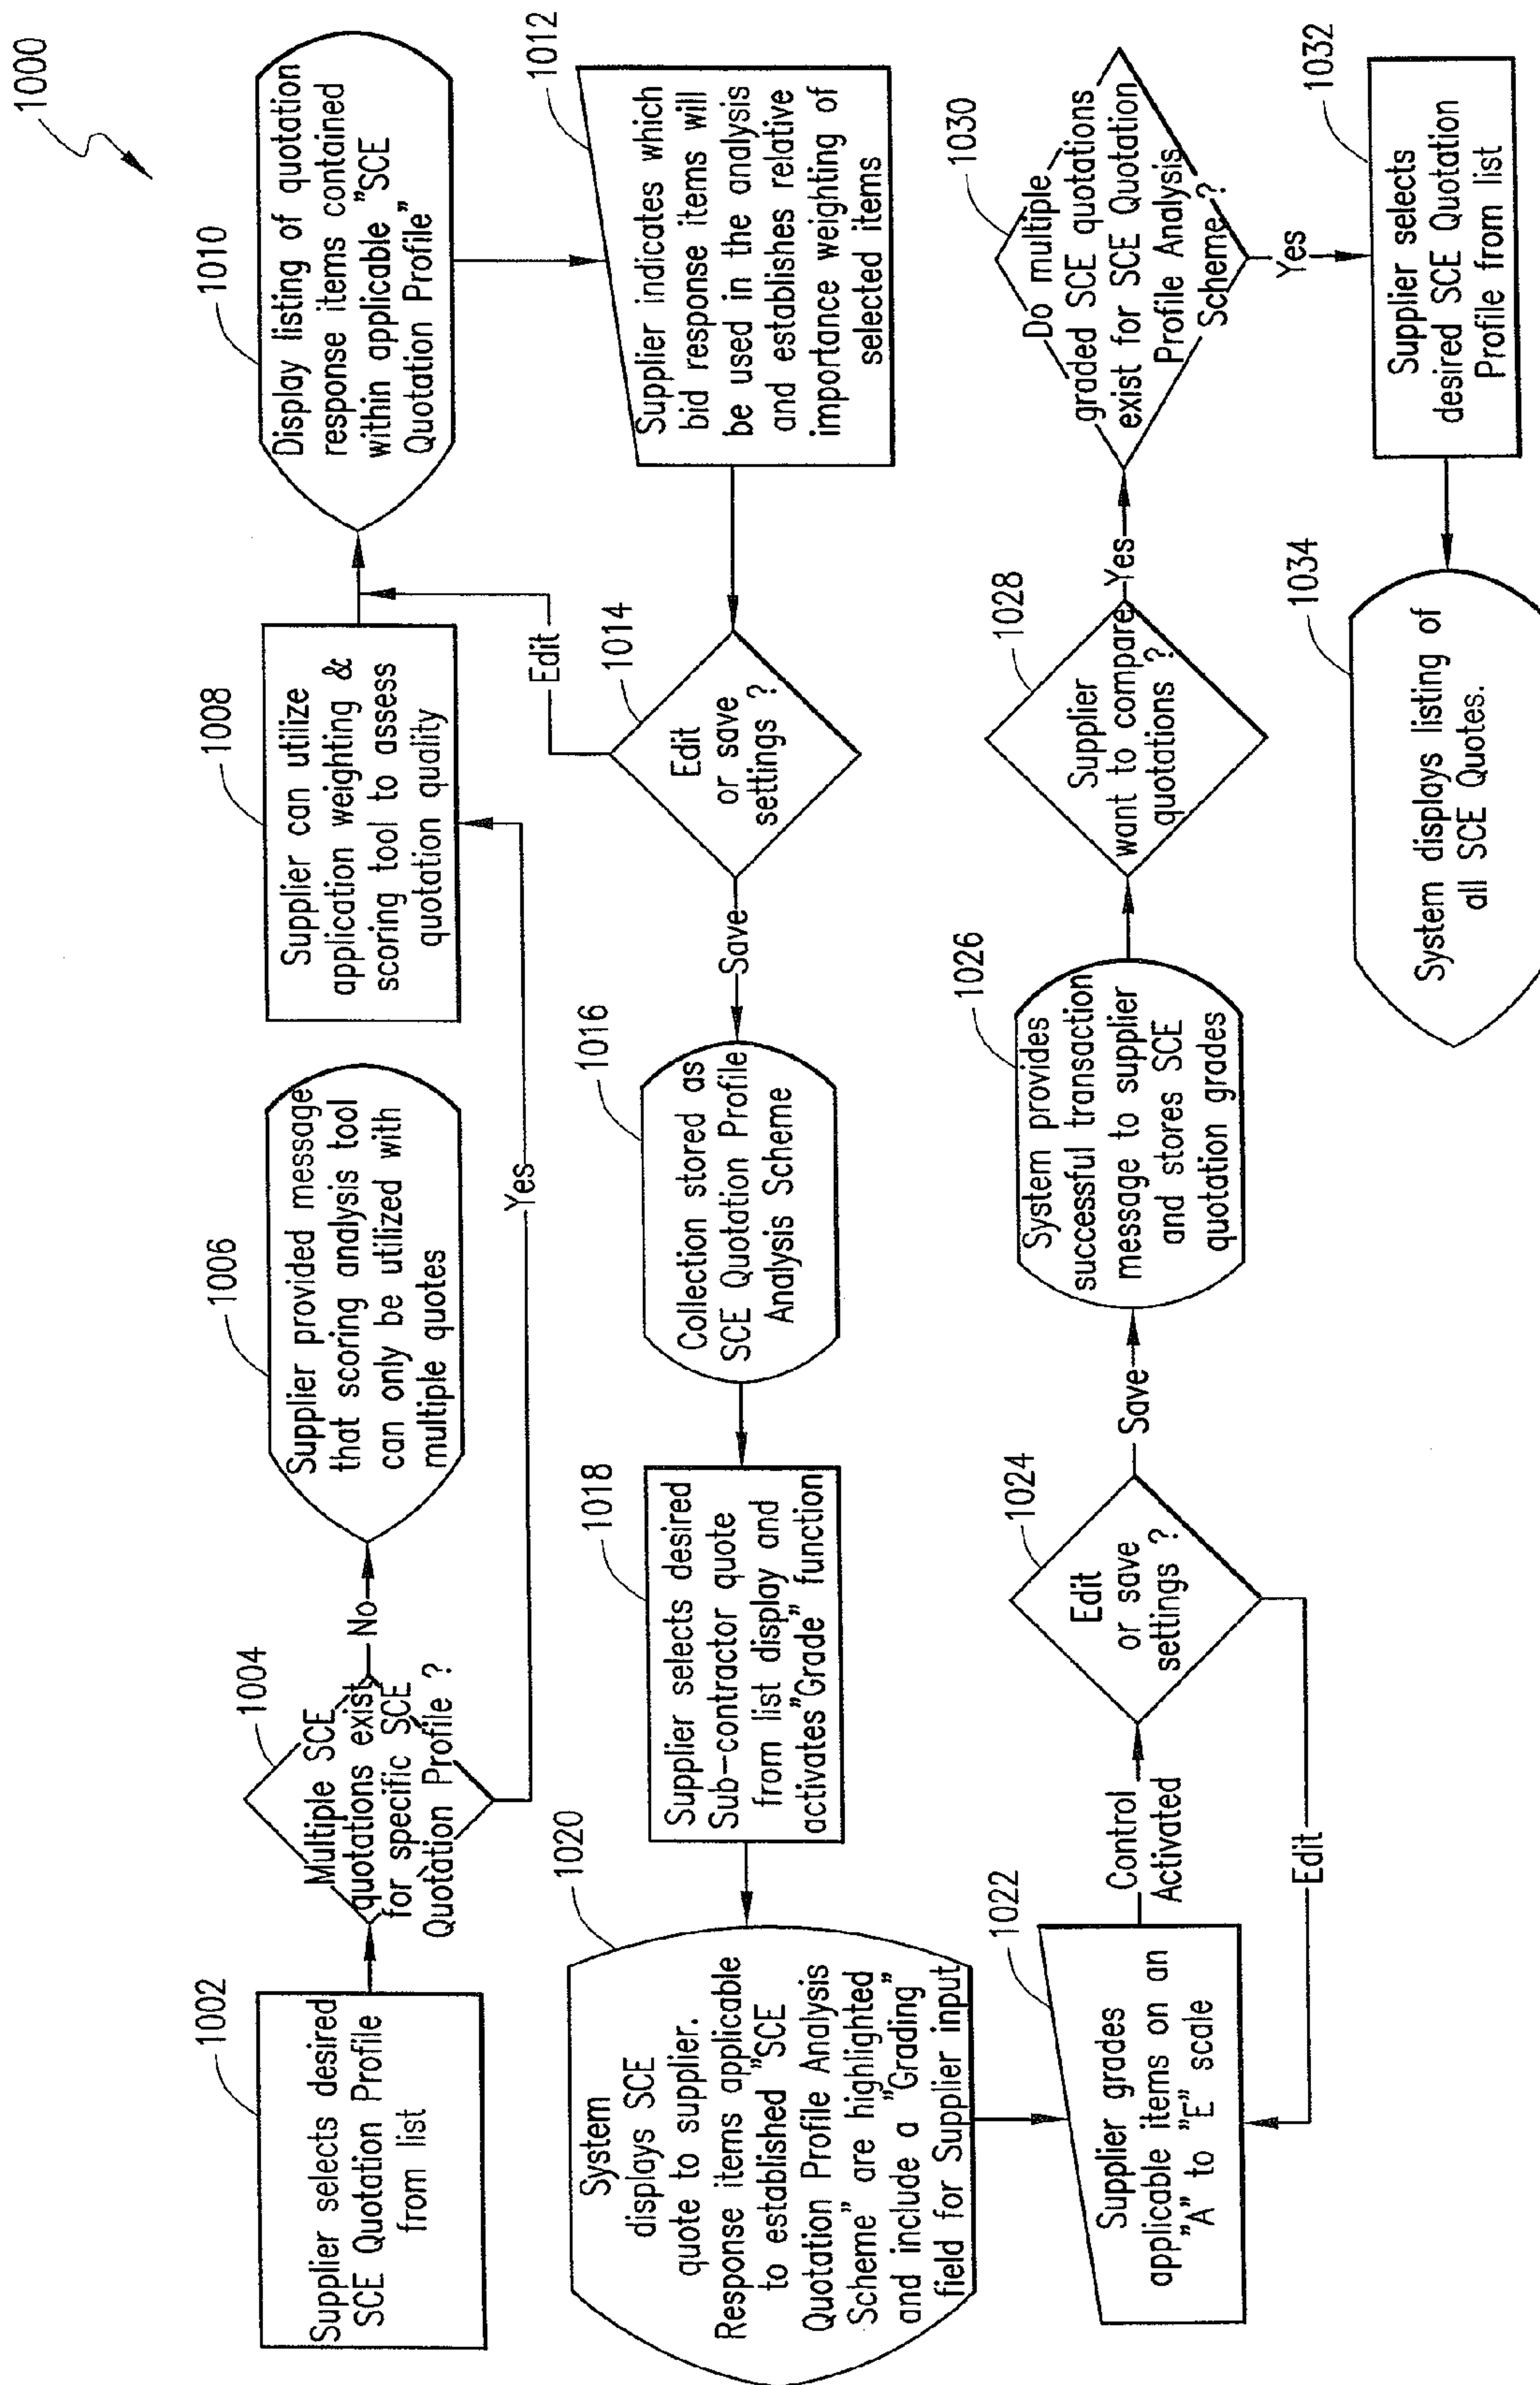 1000
1002
Supplier selects desired
SCE Quotation Profile
from list
1004
Multiple SCE
quotations exist
for specific SCE
Quotation Profile ?
No
Yes
1006
Supplier provided message
that scoring analysis tool
can only be utilized with
multiple quotes
1008
Supplier can utilize
application weighting &
scoring tool to assess
quotation quality
1010
Display listing of quotation
response items contained
within applicable "SCE
Quotation Profile"
1012
Supplier indicates which
bid response items will
be used in the analysis
and establishes relative
importance weighting of
selected items
1014
Edit
or save
settings ?
Edit
Save
1016
Collection stored as
SCE Quotation Profile
Analysis Scheme
1018
Supplier selects desired
Sub-contractor quote
from list display and
activates"Grade" function
1020
System
displays SCE
quote to supplier.
Response items applicable
to established "SCE
Quotation Profile Analysis
Scheme" are highlighted
and include a "Grading"
field for Supplier input
1022
Supplier grades
applicable items on an
"A" to "E" scale
Control
Activated
1024
Edit
or save
settings ?
Edit
Save
1026
System provides
successful transaction
message to supplier
and stores SCE
quotation grades
1028
Supplier
want to compare
quotations ?
Yes
1030
Do multiple
graded SCE quotations
exist for SCE Quotation
Profile Analysis
Scheme ?
Yes
1032
Supplier selects
desired SCE Quotation
Profile from list
1034
System displays listing of
all SCE Quotes.